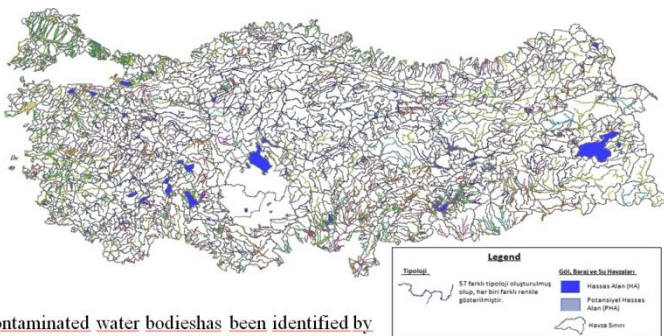 Legend
Tipoloji
57 farklı tipoloji oluşturulmuş
olup, her biri farklı renkle
gösterilmiştir.
Göl, Baraj ve Su Havzaları
Hassas Alan (HA)
Potansiyel Hassas
Alan (PHA)
Havza Sınırı
ontaminated water bodieshas been identified by